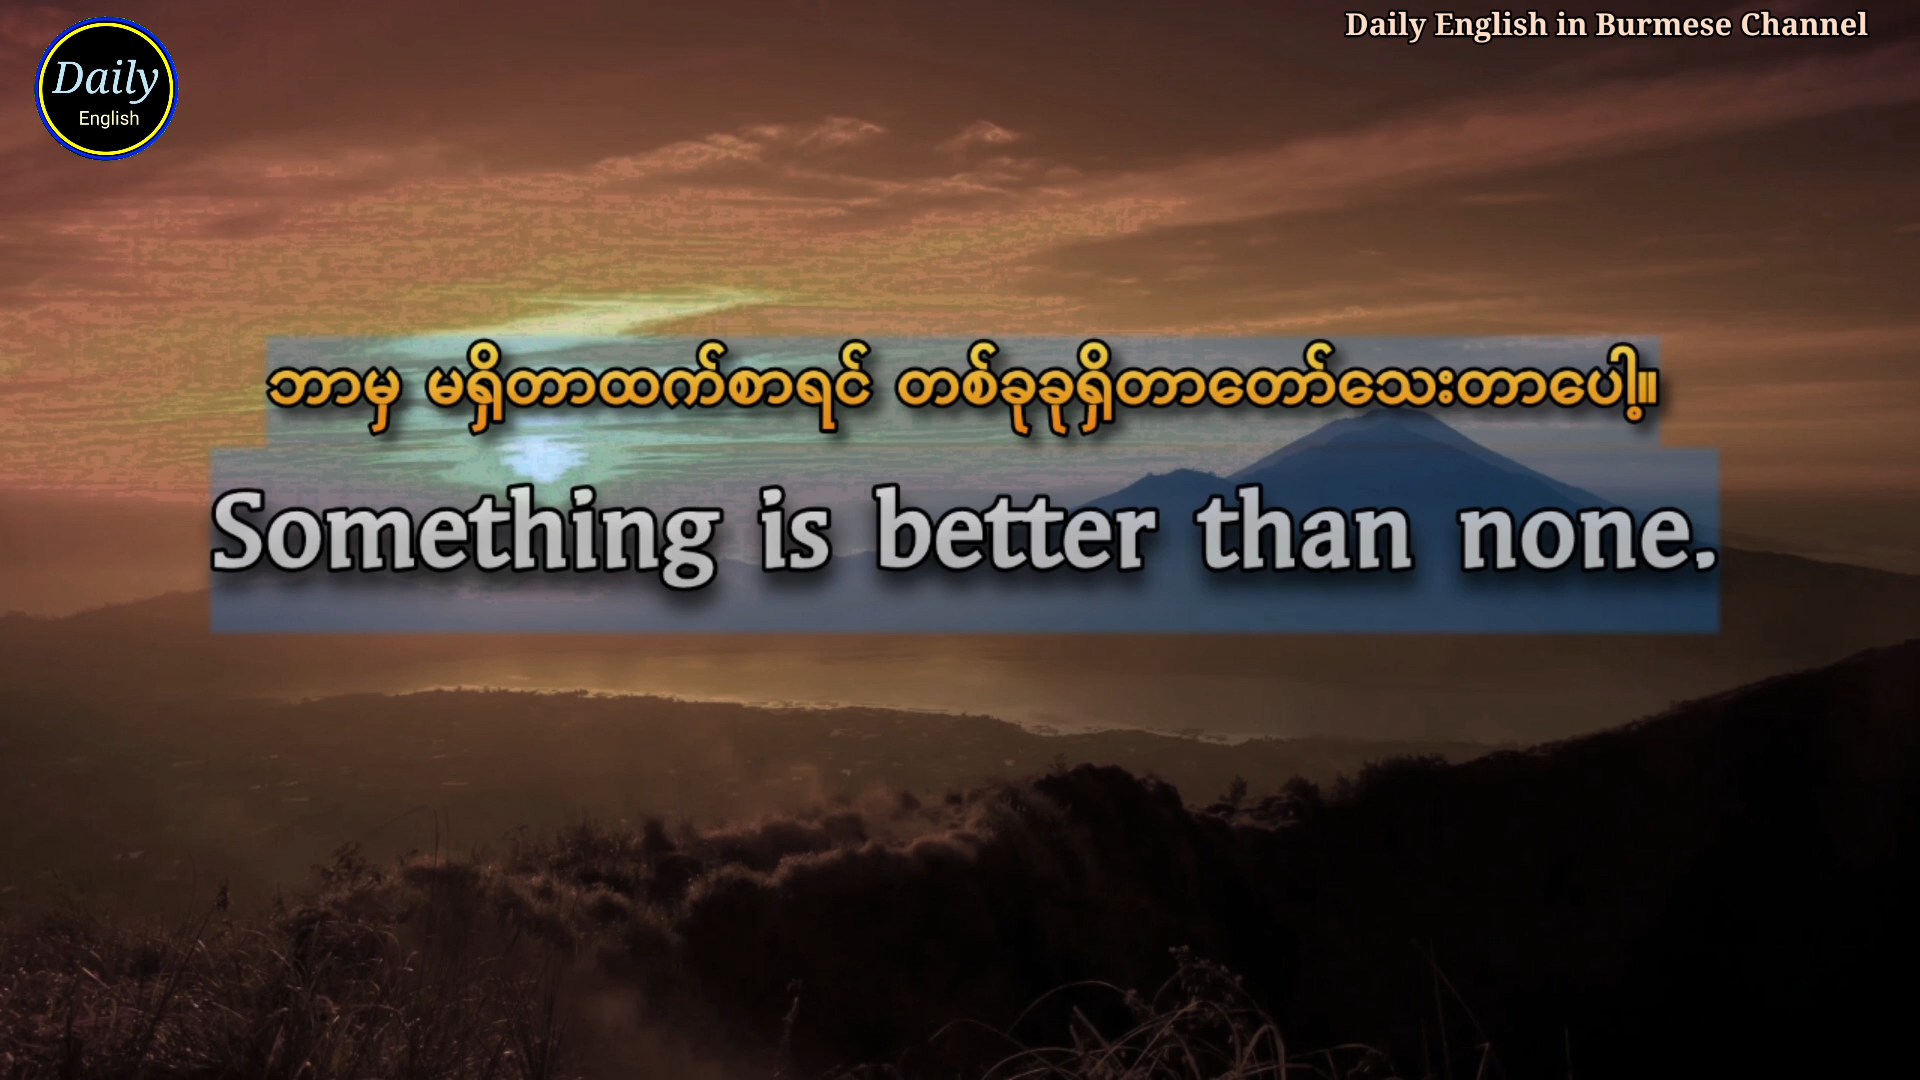 Daily English in Burmese Channel
Daily
English
ဘာမှ မရှိတာထက်စာရင် တစ်ခုခုရှိတာတော်သေးတာပေါ့။
Something is better than none.